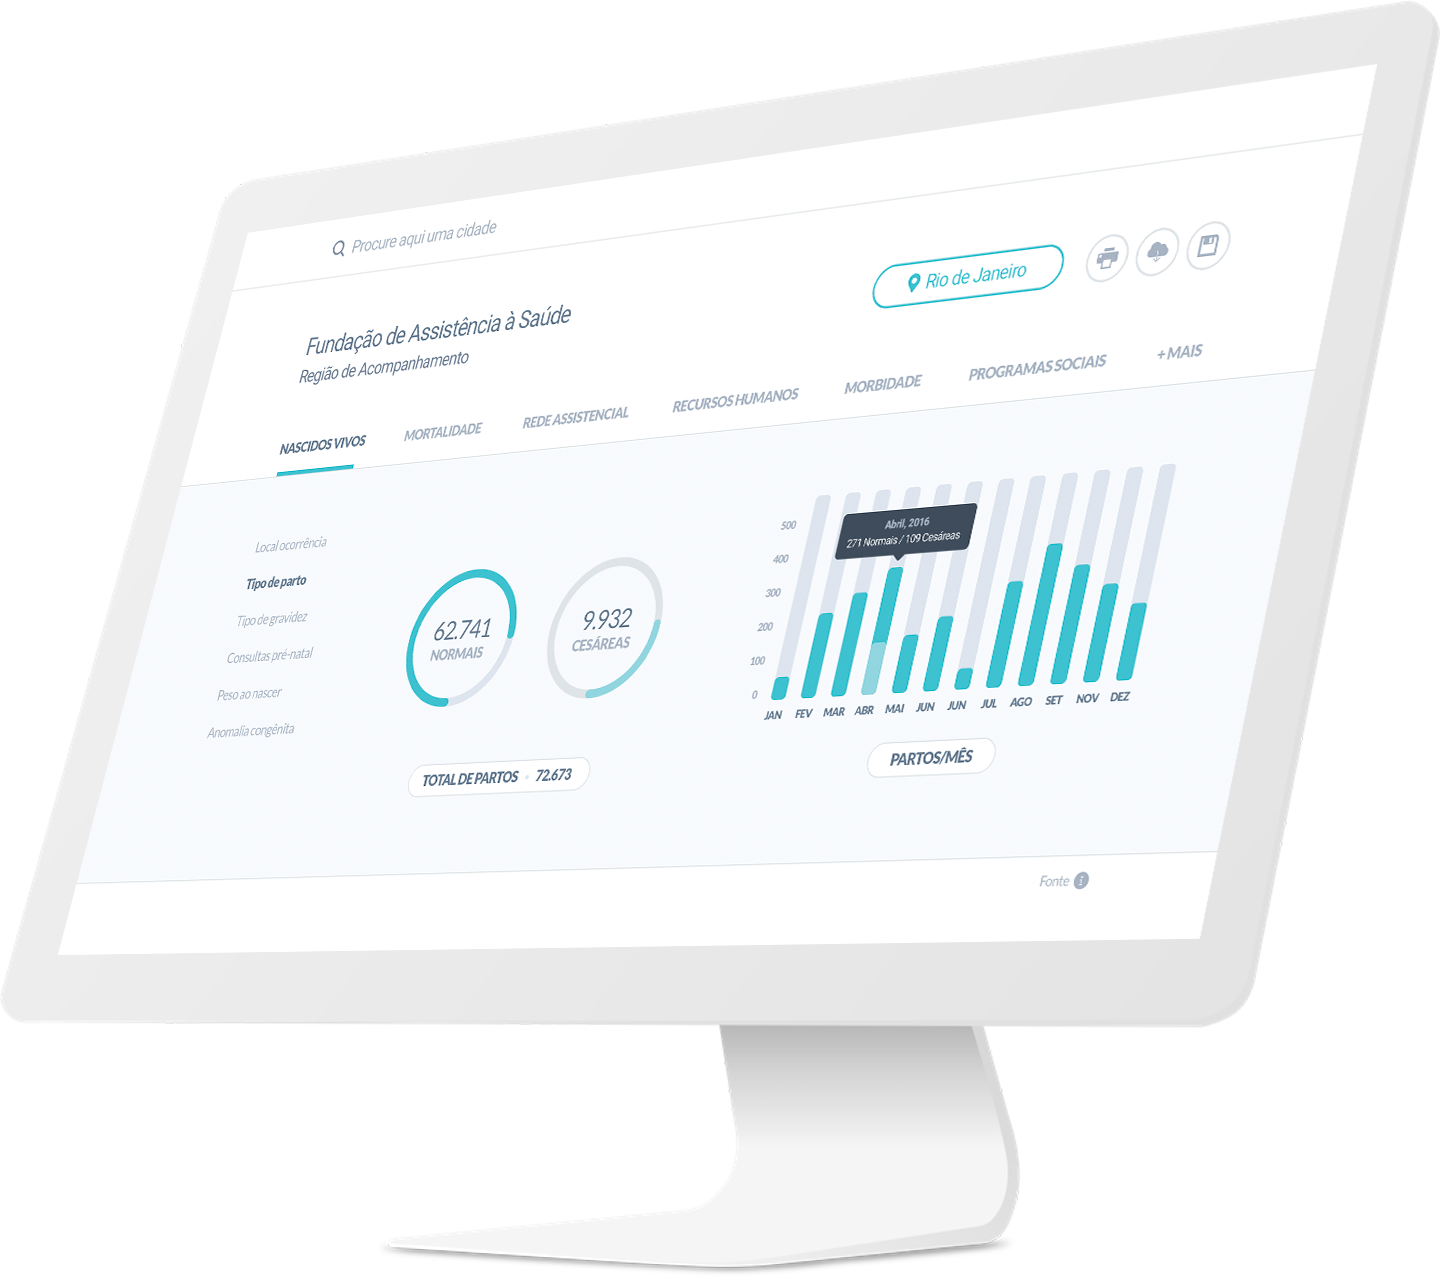 Procure aqui uma cidade
Rio de Janeiro
Fundação de Assistência à Saúde
Região de Acompanhamento
NASCIDOS VIVOS
MORTALIDADE
REDE ASSISTENCIAL
RECURSOS HUMANOS
MORBIDADE
PROGRAMAS SOCIAIS
+ MAIS
Local ocorrência
Tipo de parto
Tipo de gravidez
Consultas pré-natal
Peso ao nascer
Anomalia congênita
62.741
NORMAIS
9.932
CESÁREAS
TOTAL DE PARTOS • 72.673
500
400
300
200
100
0
Abril, 2016
271 Normais / 109 Cesáreas
JAN FEV MAR ABR MAI JUN JUN JUL AGO SET NOV DEZ
PARTOS/MÊS
Fonte i